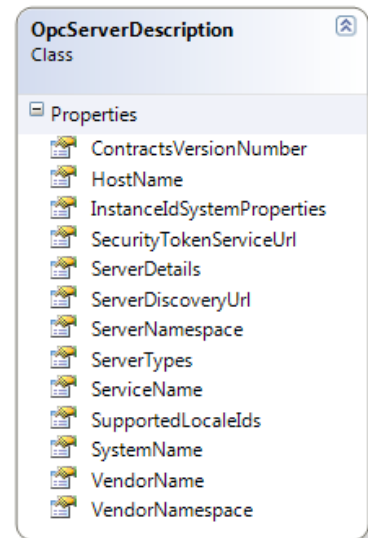 OpcServerDescription
Class
Properties
ContractsVersionNumber
HostName
InstanceIdSystemProperties
SecurityTokenServiceUrl
ServerDetails
ServerDiscoveryUrl
ServerNamespace
ServerTypes
ServiceName
SupportedLocaleIds
SystemName
VendorName
VendorNamespace